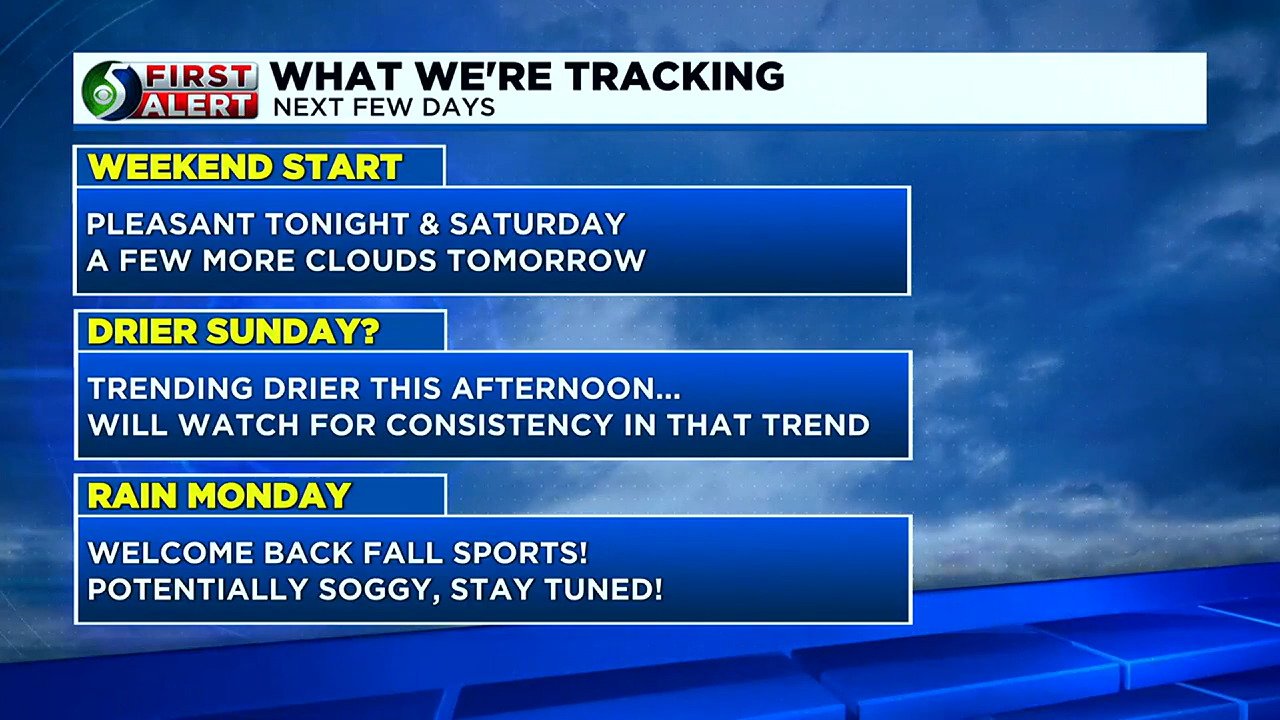 5 FIRST
ALERT
WHAT WE'RE TRACKING
NEXT FEW DAYS
WEEKEND START
PLEASANT TONIGHT & SATURDAY
A FEW MORE CLOUDS TOMORROW
DRIER SUNDAY?
TRENDING DRIER THIS AFTERNOON...
WILL WATCH FOR CONSISTENCY IN THAT TREND
RAIN MONDAY
WELCOME BACK FALL SPORTS!
POTENTIALLY SOGGY, STAY TUNED!